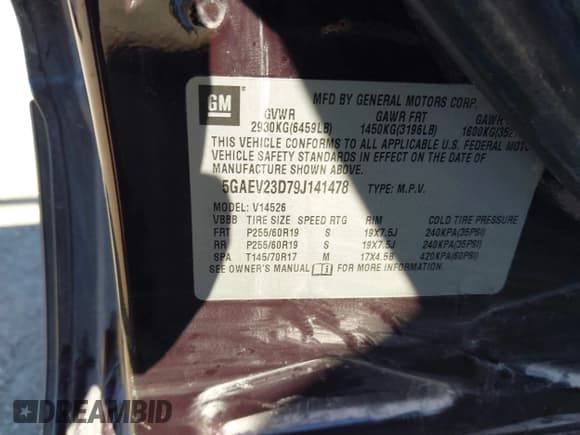 GM
MFD BY GENERAL MOTORS CORP.
GVWR GAWR FRT GAWR
2930KG(6459LB) 1450KG(3196LB) 1600KG(352
THIS VEHICLE CONFORMS TO ALL APPLICABLE U.S. FEDERAL MOTOR
VEHICLE SAFETY STANDARDS IN EFFECT ON THE DATE OF
MANUFACTURE SHOWN ABOVE.
5GAEV23D79J141478 TYPE: M.P.V.
MODEL: V14526
VBBB TIRE SIZE SPEED RTG RIM COLD TIRE PRESSURE
FRT P255/60R19 S 19X7.5J 240KPA(35PSI)
RR P255/60R19 S 19X7.5J 240KPA(35PSI)
SPA T145/70R17 M 17X4.5B 420KPA(60PSI)
SEE OWNER'S MANUAL FOR MORE INFORMATION.
DREAMBID